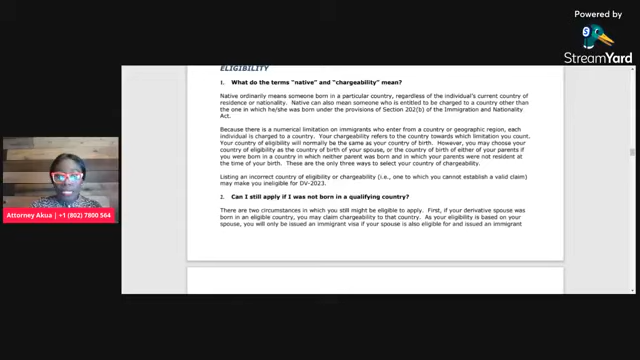 Powered by
StreamYard
ELIGIBILITY
1. What do the terms "native" and "chargeability" mean?
Native ordinarily means someone born in a particular country, regardless of the individual's current country of
residence or nationality. Native can also mean someone who is entitled to be charged to a country other than
the one in which he/she was born under the provisions of Section 202(b) of the Immigration and Nationality
Act.
Because there is a numerical limitation on immigrants who enter from a country or geographic region, each
individual is charged to a country. Your chargeability refers to the country towards which limitation you count.
Your country of eligibility will normally be the same as your country of birth. However, you may choose your
country of eligibility as the country of birth of your spouse, or the country of birth of either of your parents if
you were born in a country in which neither parent was born and in which your parents were not resident at
the time of your birth. These are the only three ways to select your country of chargeability.
Listing an incorrect country of eligibility or chargeability (i.e., one to which you cannot establish a valid claim)
may make you ineligible for DV-2023.
2. Can I still apply if I was not born in a qualifying country?
There are two circumstances in which you still might be eligible to apply. First, if your derivative spouse was
born in an eligible country, you may claim chargeability to that country. As your eligibility is based on your
spouse, you will only be issued an immigrant visa if your spouse is also eligible for and issued an immigrant
Attorney Akua | +1 (802) 7800 564